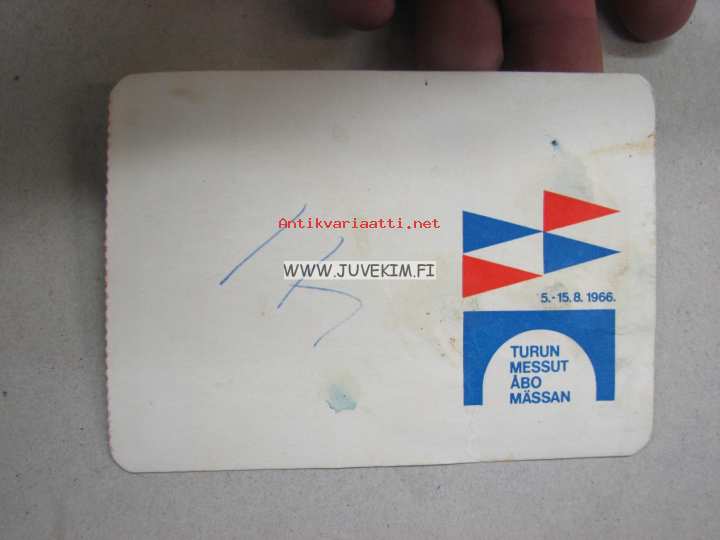 Antikvariaatti.net
WWW.JUVEKIM.FI
5.-15.8. 1966.
TURUN
MESSUT
ÅBO
MÄSSAN